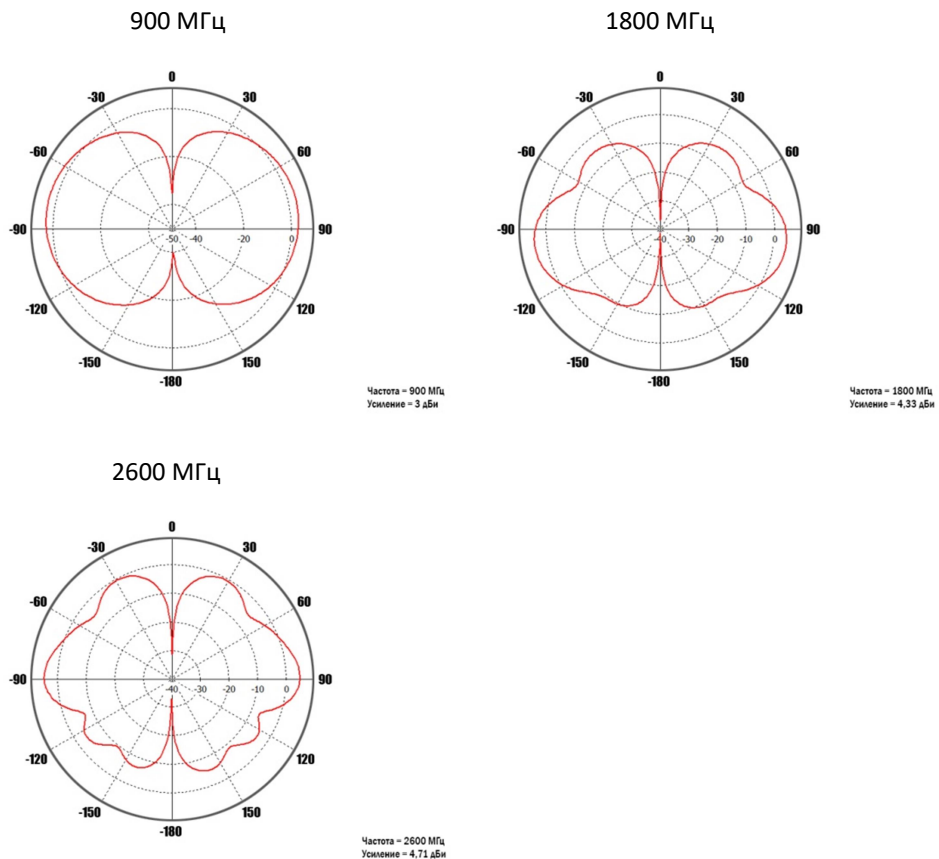 900 МГц
0
-30 30
-60 60
-90 -50 -40 -20 0 90
-120 120
-150 150
-180
Частота = 900 МГц
Усиление = 3 дБи
1800 МГц
0
-30 30
-60 60
-90 -40 -30 -20 -10 0 90
-120 120
-150 150
-180
Частота = 1800 МГц
Усиление = 4,33 дБи
2600 МГц
0
-30 30
-60 60
-90 -40 -30 -20 -10 0 90
-120 120
-150 150
-180
Частота = 2600 МГц
Усиление = 4,71 дБи